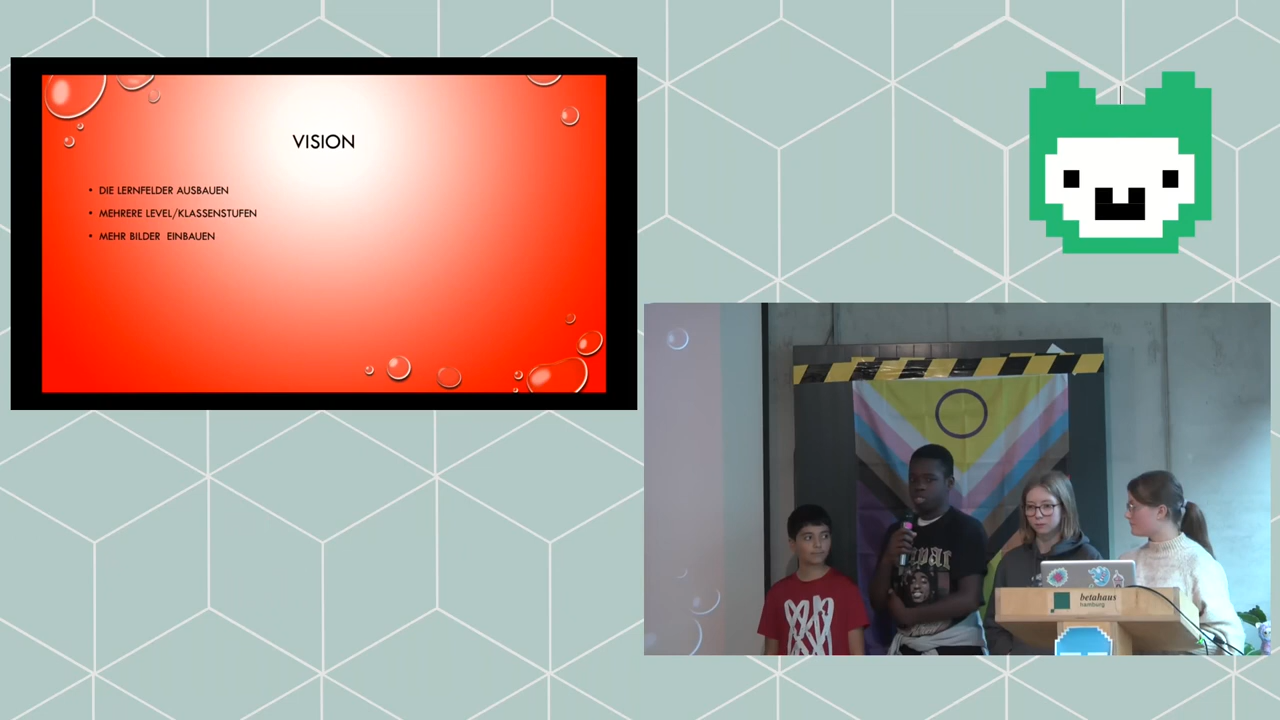 VISION
• DIE LERNFELDER AUSBAUEN
• MEHRERE LEVEL/KLASSENSTUFEN
• MEHR BILDER EINBAUEN
betahaus
hamburg